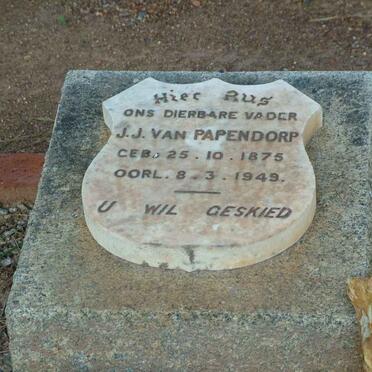 Hier Rus
ONS DIERBARE VADER
J.J. VAN PAPENDORP
GEB. 25. 10. 1875
OORL. 8. 3. 1949.
U WIL GESKIED